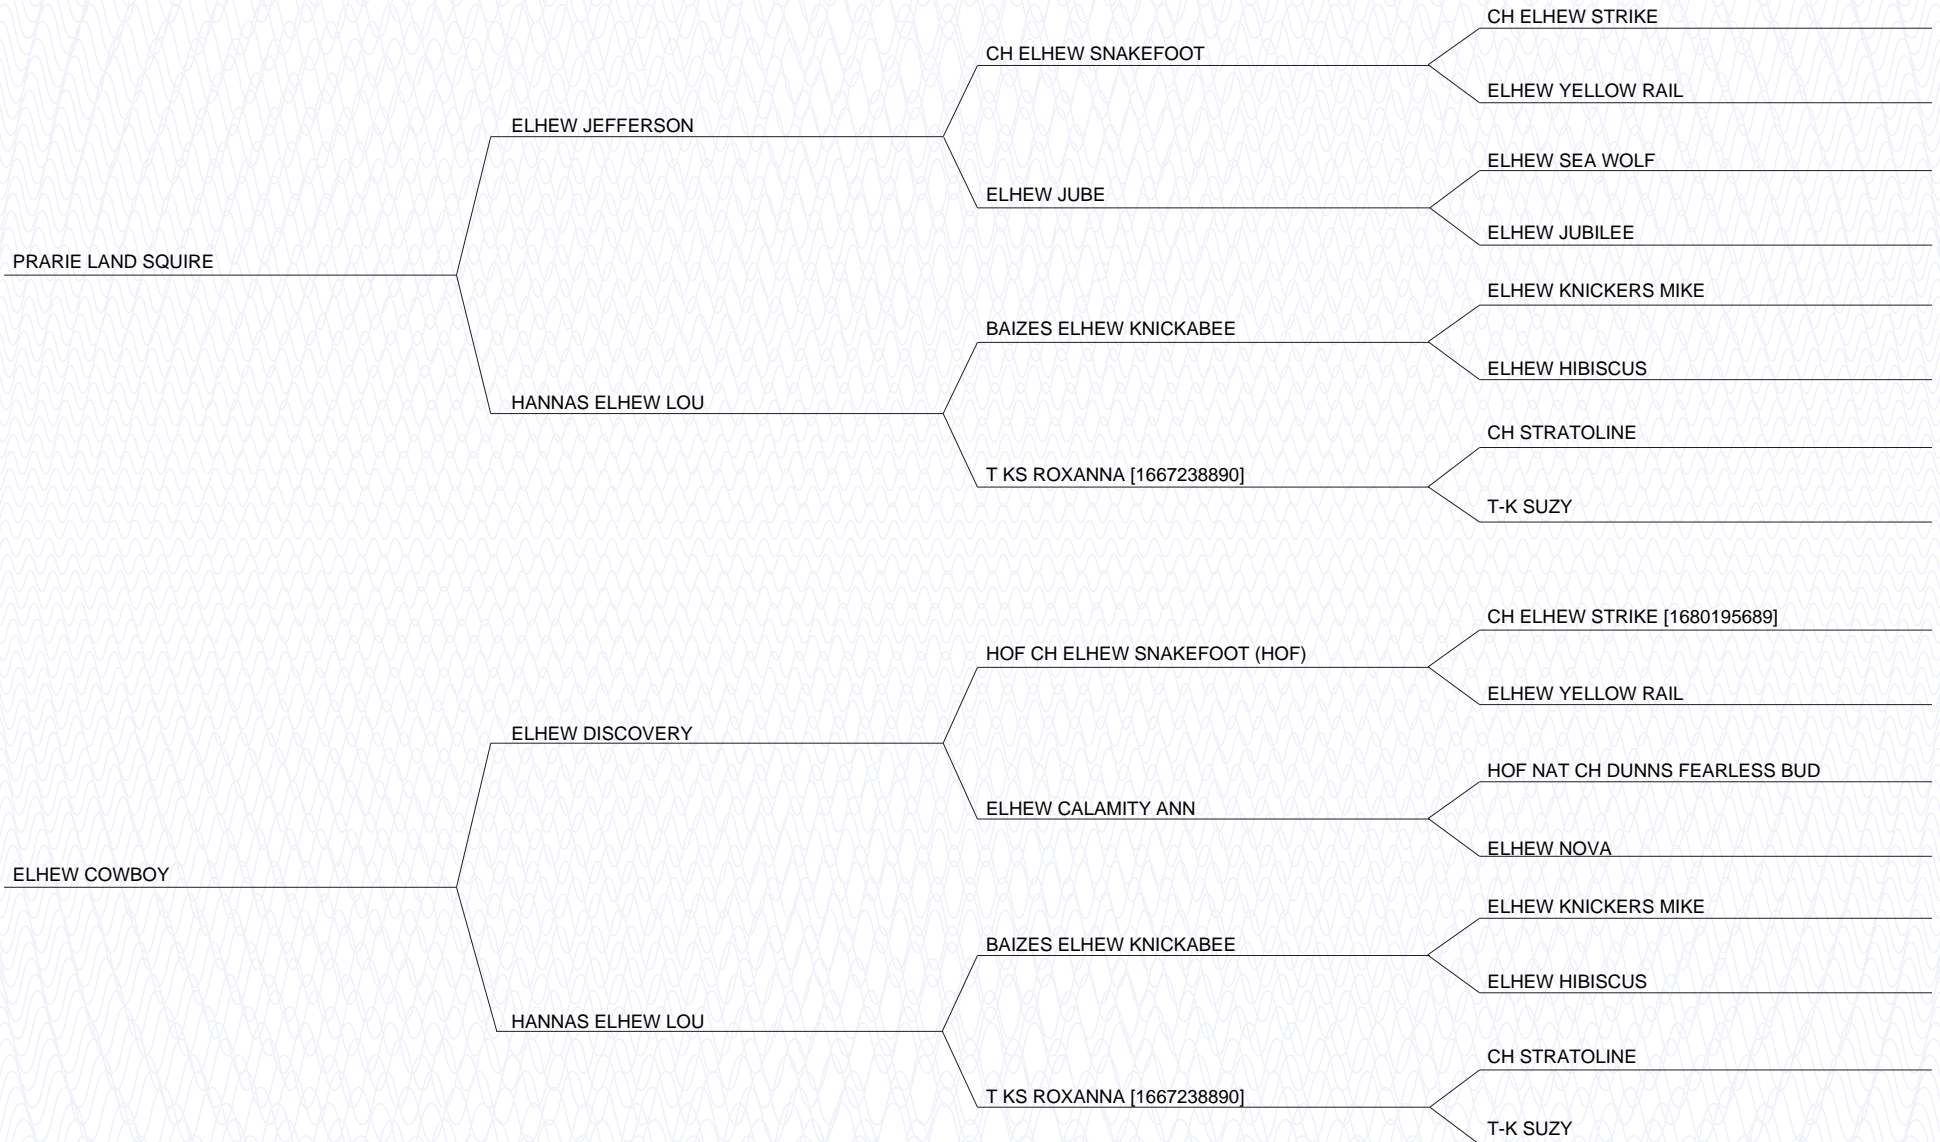 CH ELHEW STRIKE
CH ELHEW SNAKEFOOT
ELHEW YELLOW RAIL
ELHEW JEFFERSON
ELHEW SEA WOLF
ELHEW JUBE
ELHEW JUBILEE
PRARIE LAND SQUIRE
ELHEW KNICKERS MIKE
BAIZES ELHEW KNICKABEE
ELHEW HIBISCUS
HANNAS ELHEW LOU
CH STRATOLINE
T KS ROXANNA [1667238890]
T-K SUZY
CH ELHEW STRIKE [1680195689]
HOF CH ELHEW SNAKEFOOT (HOF)
ELHEW YELLOW RAIL
ELHEW DISCOVERY
HOF NAT CH DUNNS FEARLESS BUD
ELHEW CALAMITY ANN
ELHEW NOVA
ELHEW COWBOY
ELHEW KNICKERS MIKE
BAIZES ELHEW KNICKABEE
ELHEW HIBISCUS
HANNAS ELHEW LOU
CH STRATOLINE
T KS ROXANNA [1667238890]
T-K SUZY